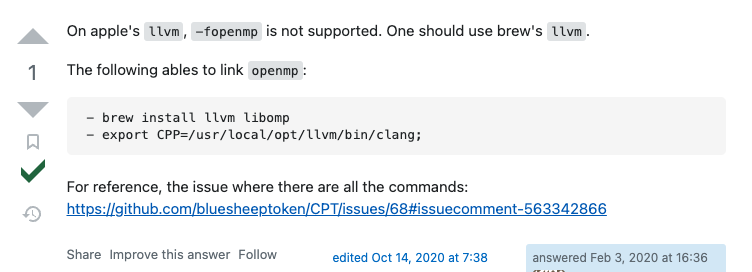 On apple's llvm, -fopenmp is not supported. One should use brew's llvm.
1
The following ables to link openmp:
- brew install llvm libomp
- export CPP=/usr/local/opt/llvm/bin/clang;
For reference, the issue where there are all the commands:
https://github.com/bluesheeptoken/CPT/issues/68#issuecomment-563342866
Share Improve this answer Follow
edited Oct 14, 2020 at 7:38
answered Feb 3, 2020 at 16:36